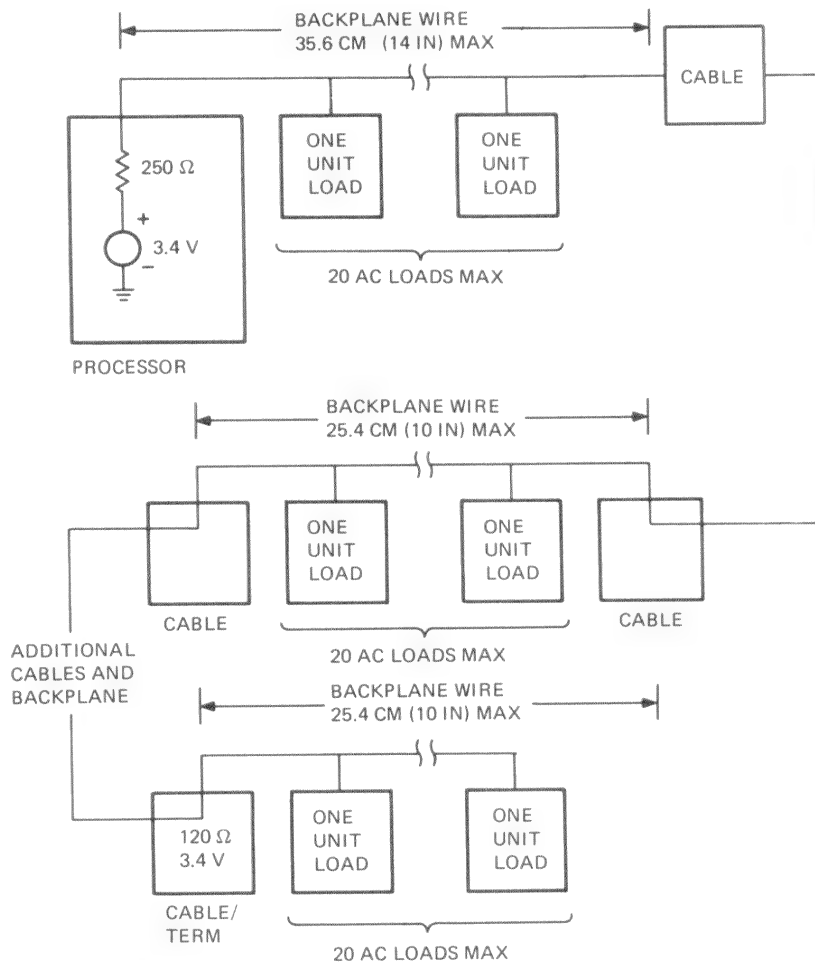 BACKPLANE WIRE
35.6 CM (14 IN) MAX
CABLE
250 Ω
+
3.4 V
−
ONE
UNIT
LOAD
ONE
UNIT
LOAD
20 AC LOADS MAX
PROCESSOR
BACKPLANE WIRE
25.4 CM (10 IN) MAX
ONE
UNIT
LOAD
ONE
UNIT
LOAD
CABLE
CABLE
20 AC LOADS MAX
ADDITIONAL
CABLES AND
BACKPLANE
BACKPLANE WIRE
25.4 CM (10 IN) MAX
120 Ω
3.4 V
ONE
UNIT
LOAD
ONE
UNIT
LOAD
CABLE/
TERM
20 AC LOADS MAX